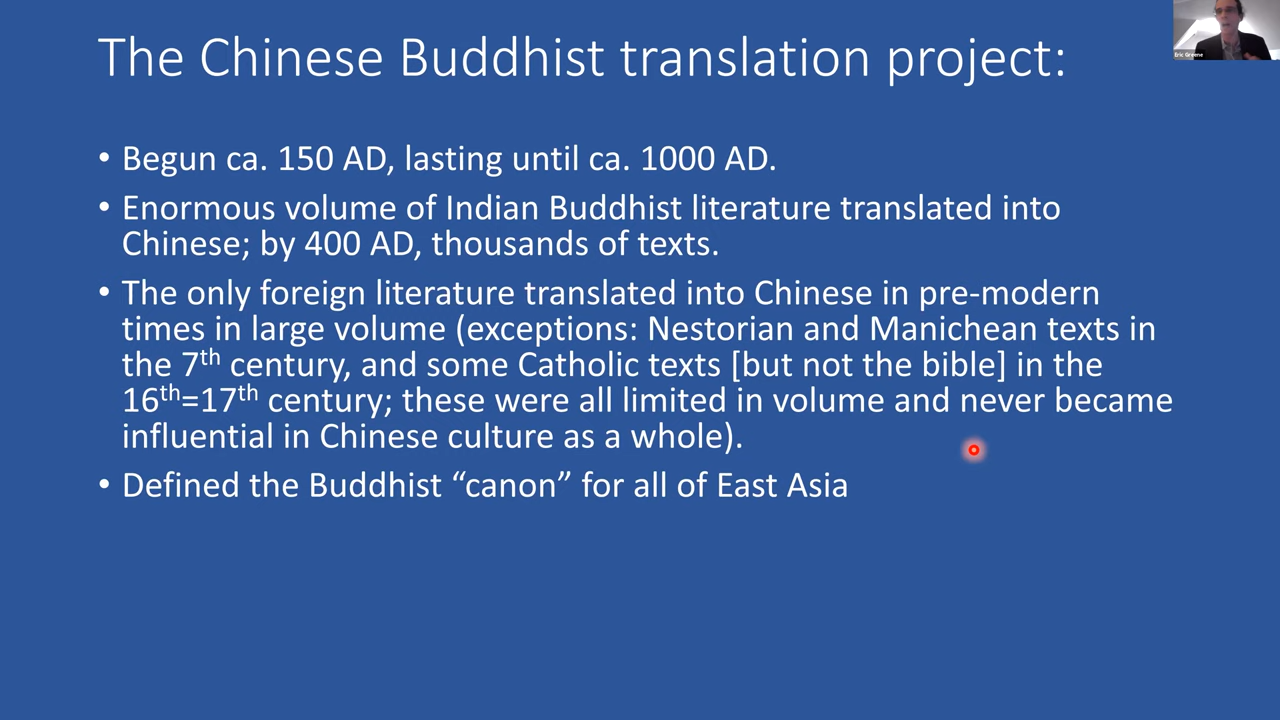 The Chinese Buddhist translation project:
• Begun ca. 150 AD, lasting until ca. 1000 AD.
• Enormous volume of Indian Buddhist literature translated into
Chinese; by 400 AD, thousands of texts.
• The only foreign literature translated into Chinese in pre-modern
times in large volume (exceptions: Nestorian and Manichean texts in
the 7th century, and some Catholic texts [but not the bible] in the
16th=17th century; these were all limited in volume and never became
influential in Chinese culture as a whole).
• Defined the Buddhist “canon” for all of East Asia
Eric Greene